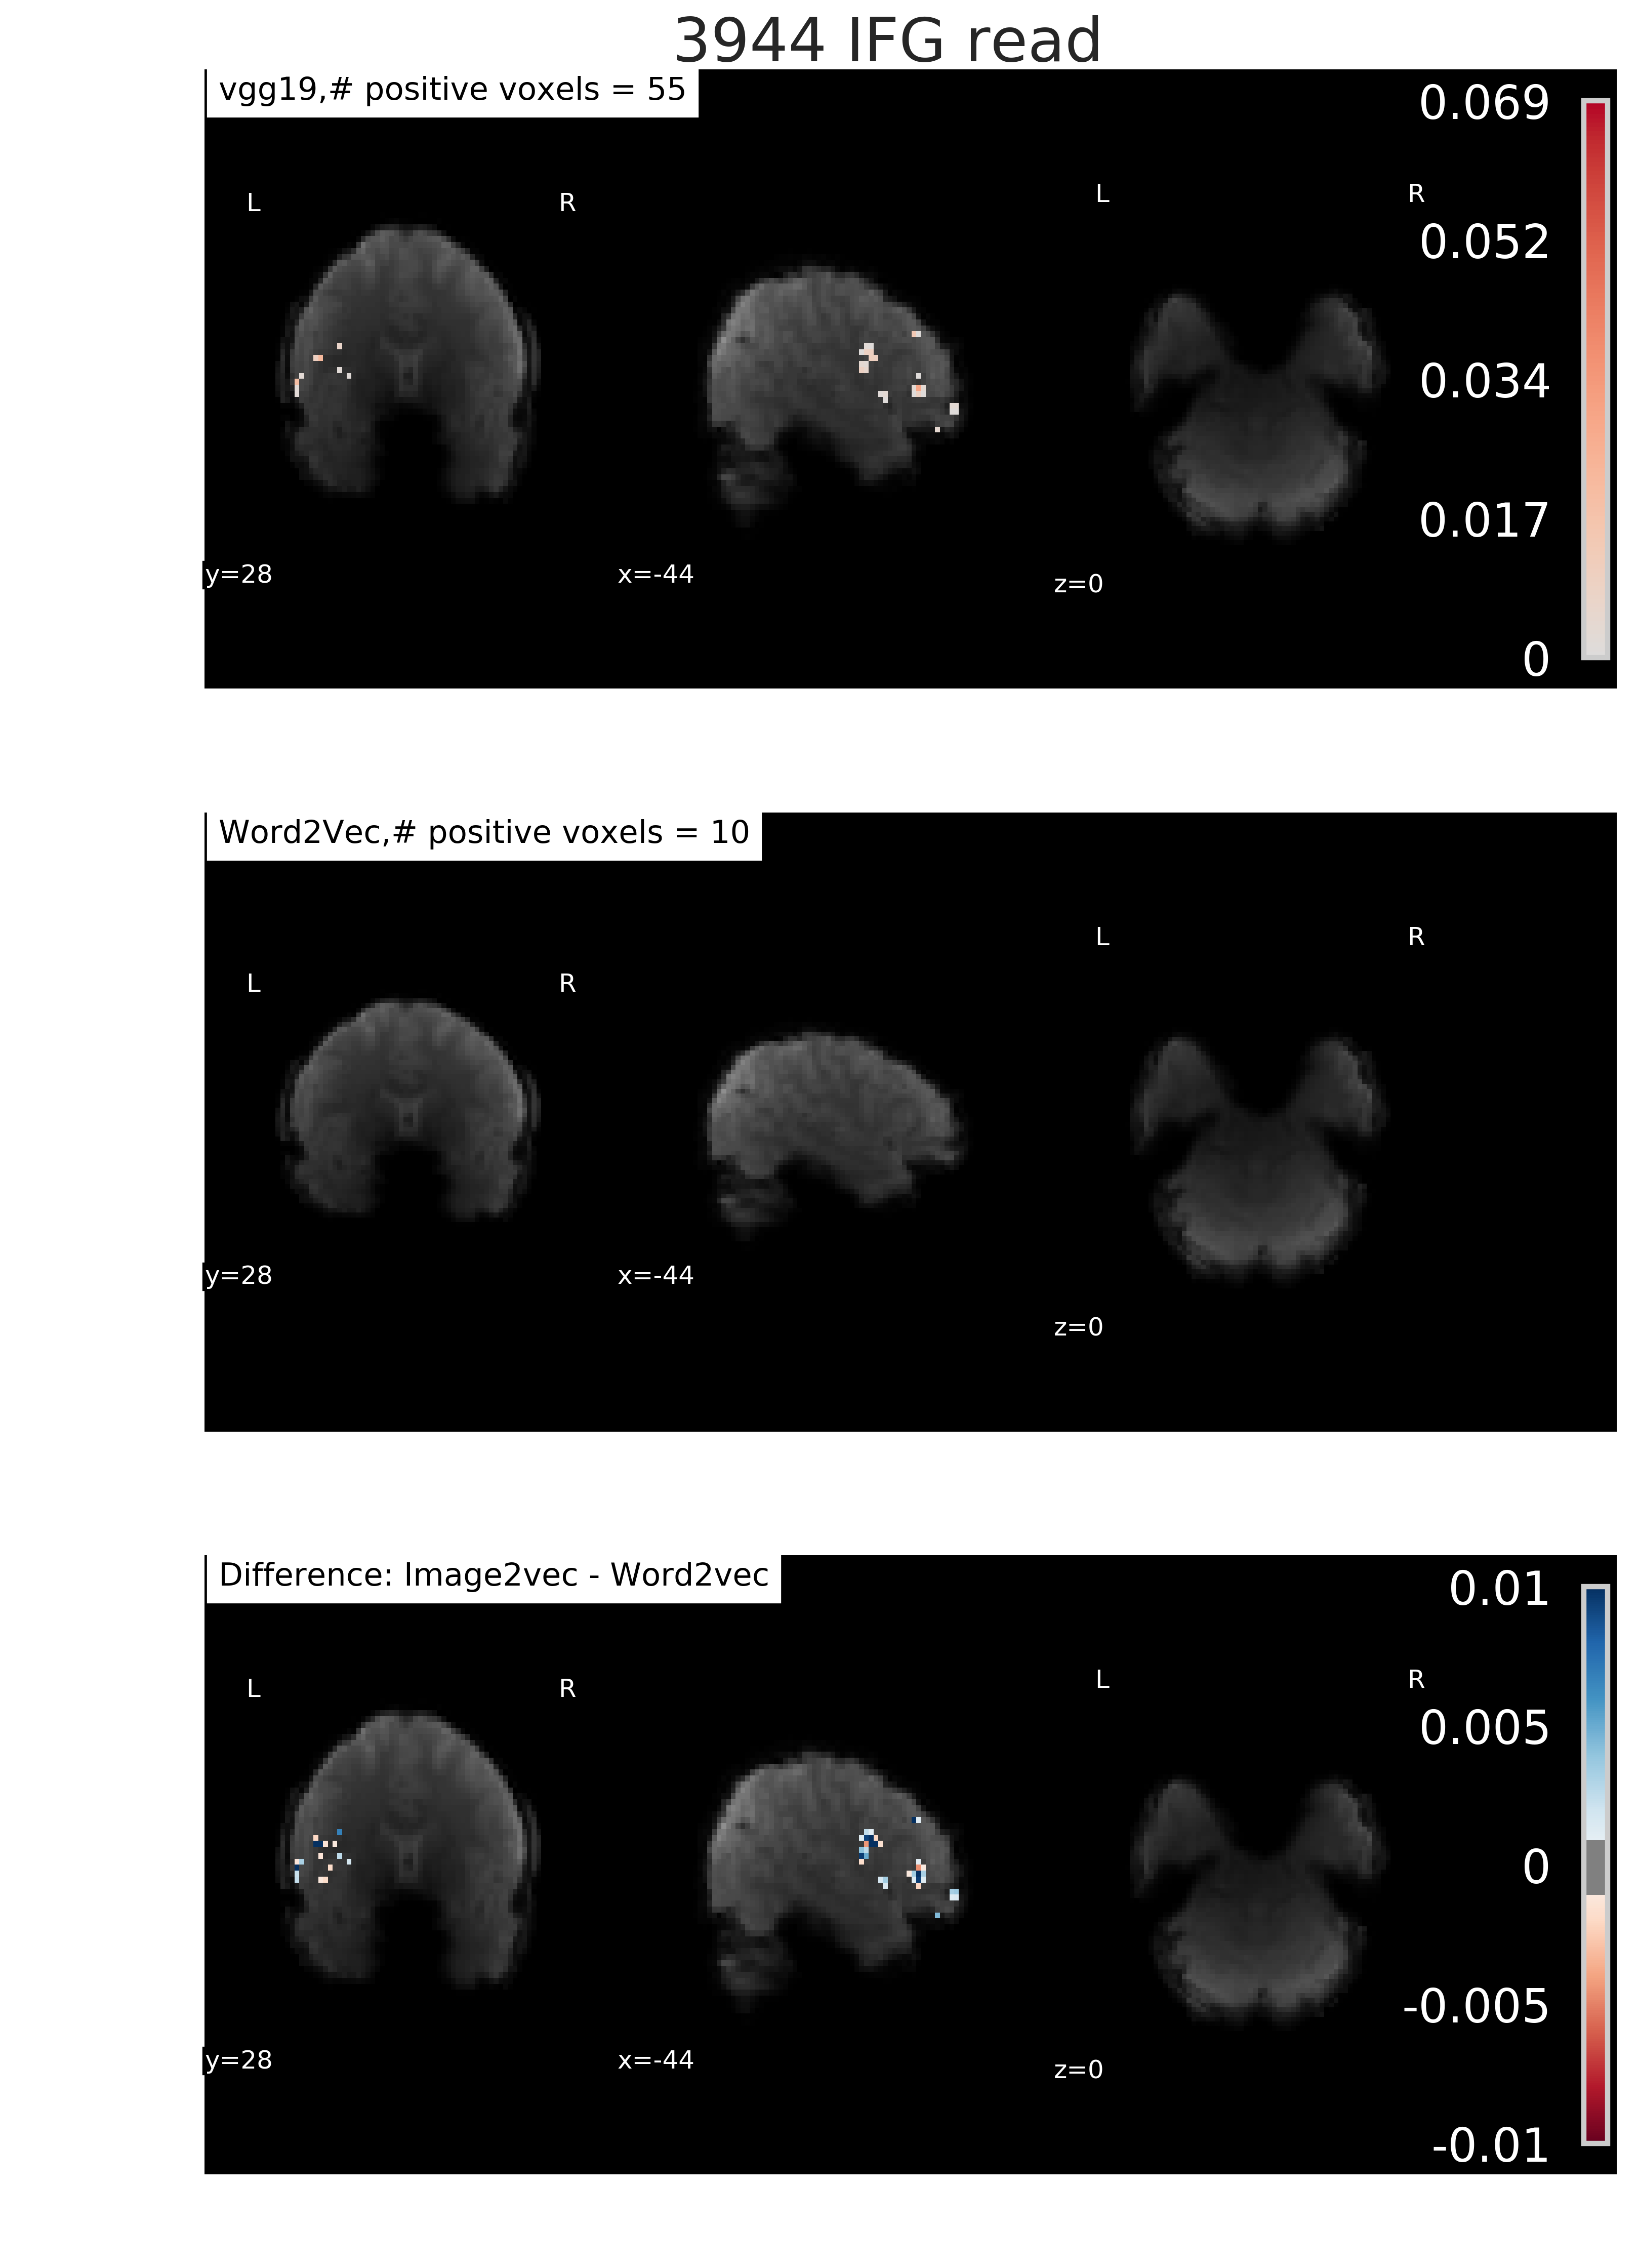 3944 IFG read
vgg19,# positive voxels = 55
0.069
L R L R
0.052
0.034
0.017
y=28 x=-44 z=0
0
Word2Vec,# positive voxels = 10
L R
L R
y=28 x=-44
z=0
Difference: Image2vec - Word2vec
0.01
L R L R
0.005
0
-0.005
y=28 x=-44 z=0
-0.01